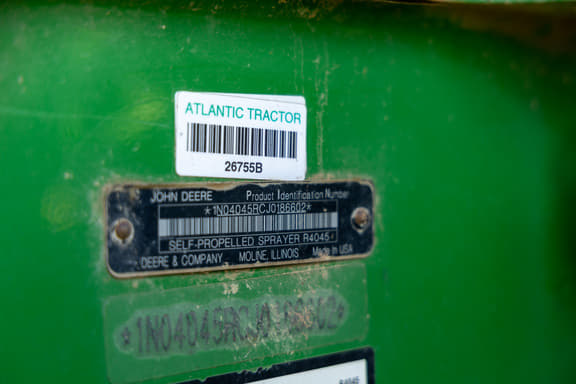 ATLANTIC TRACTOR
26755B
JOHN DEERE Product Identification Number
*1N04045RCJ0186602*
SELF-PROPELLED SPRAYER R4045
DEERE & COMPANY MOLINE, ILLINOIS Made in USA